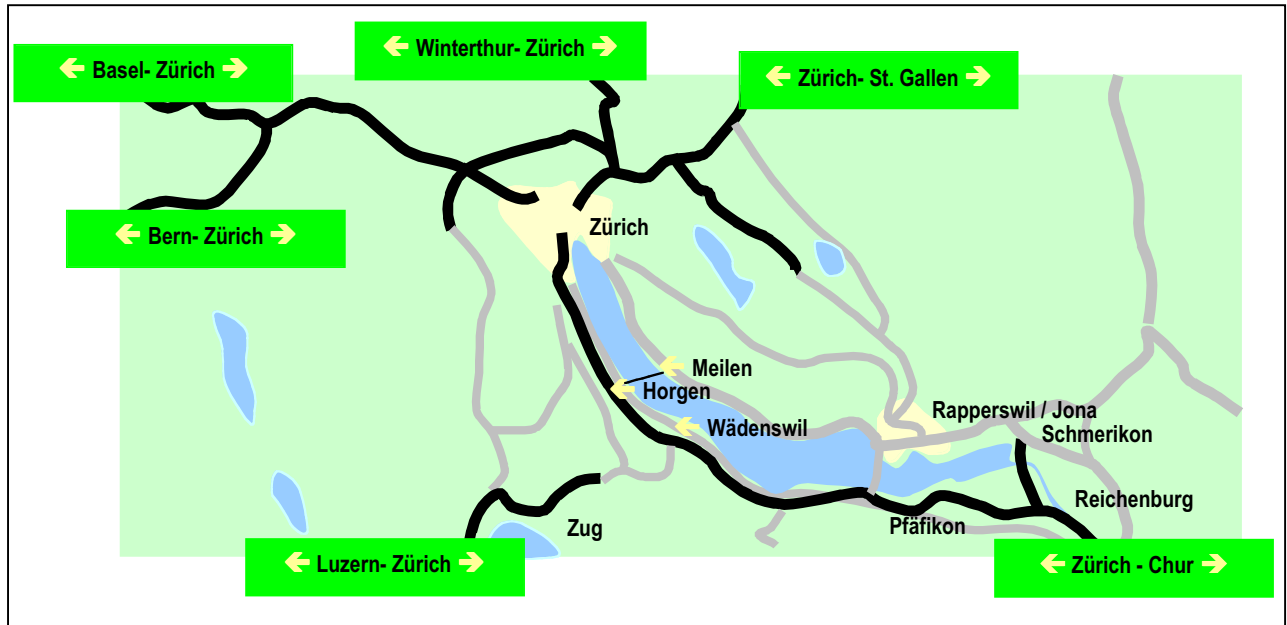 ← Winterthur- Zürich →
← Basel- Zürich →
← Zürich- St. Gallen →
Zürich
← Bern- Zürich →
← Meilen
← Horgen
Rapperswil / Jona
← Wädenswil
Schmerikon
Reichenburg
Pfäfikon
Zug
← Luzern- Zürich →
← Zürich - Chur →